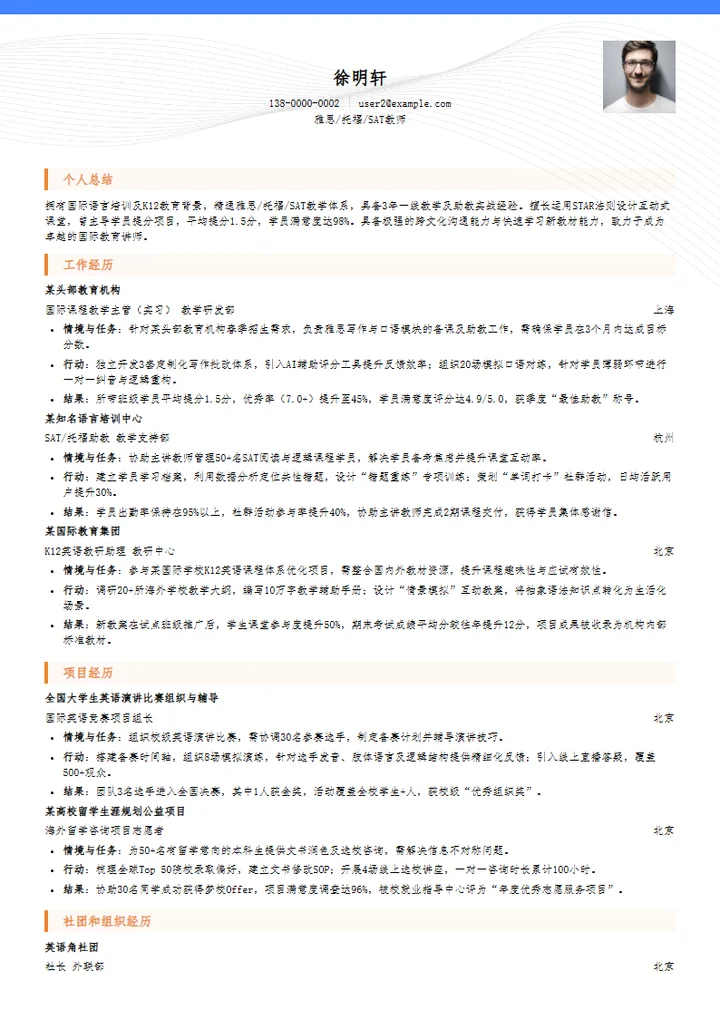 徐明轩
138-0000-0002 | user2@example.com
雅思/托福/SAT教师
个人总结
拥有国际语言培训及K12教育背景，精通雅思/托福/SAT教学体系，具备3年一线教学及助教实战经验。擅长运用STAR法则设计互动式
课堂，曾主导学员提分项目，平均提分1.5分，学员满意度达98%。具备极强的跨文化沟通能力与快速学习新教材能力，致力于成为
卓越的国际教育讲师。
工作经历
某头部教育机构
国际课程教学主管（实习） 教学研发部 上海
• 情境与任务：针对某头部教育机构春季招生需求，负责雅思写作与口语模块的备课及助教工作，需确保学员在3个月内达成目标
分数。
• 行动：独立开发3套定制化写作批改体系，引入AI辅助评分工具提升反馈效率；组织20场模拟口语对练，针对学员薄弱环节进行
一对一纠音与逻辑重构。
• 结果：所带班级学员平均提分1.5分，优秀率（7.0+）提升至45%，学员满意度评分达4.9/5.0，获季度“最佳助教”称号。
某知名语言培训中心
SAT/托福助教 教学支持部 杭州
• 情境与任务：协助主讲教师管理50+名SAT阅读与逻辑课程学员，解决学员备考焦虑并提升课堂互动率。
• 行动：建立学员学习档案，利用数据分析定位共性错题，设计“错题重练”专项训练；策划“单词打卡”社群活动，日均活跃用
户提升30%。
• 结果：学员出勤率保持在95%以上，社群活动参与率提升40%，协助主讲教师完成2期课程交付，获得学员集体感谢信。
某国际教育集团
K12英语教研助理 教研中心 北京
• 情境与任务：参与某国际学校K12英语课程体系优化项目，需整合国内外教材资源，提升课程趣味性与应试有效性。
• 行动：调研20+所海外学校教学大纲，编写10万字教学辅助手册；设计“情景模拟”互动教案，将抽象语法知识点转化为生活化
场景。
• 结果：新教案在试点班级推广后，学生课堂参与度提升50%，期末考试成绩平均分较往年提升12分，项目成果被收录为机构内部
标准教材。
项目经历
全国大学生英语演讲比赛组织与辅导
国际英语竞赛项目组长 北京
• 情境与任务：组织校级英语演讲比赛，需协调30名参赛选手，制定备赛计划并辅导演讲技巧。
• 行动：搭建备赛时间轴，组织8场模拟演练，针对选手发音、肢体语言及逻辑结构提供精细化反馈；引入线上直播答疑，覆盖
500+观众。
• 结果：团队3名选手进入全国决赛，其中1人获金奖，活动覆盖全校学生+人，获校级“优秀组织奖”。
某高校留学生涯规划公益项目
海外留学咨询项目志愿者 北京
• 情境与任务：为50+名有留学意向的本科生提供文书润色及选校咨询，需解决信息不对称问题。
• 行动：梳理全球Top 50院校录取偏好，建立文书修改SOP；开展4场线上选校讲座，一对一咨询时长累计100小时。
• 结果：协助30名同学成功获得梦校Offer，项目满意度调查达96%，被校就业指导中心评为“年度优秀志愿服务项目”。
社团和组织经历
英语角社团
社长 外联部 北京